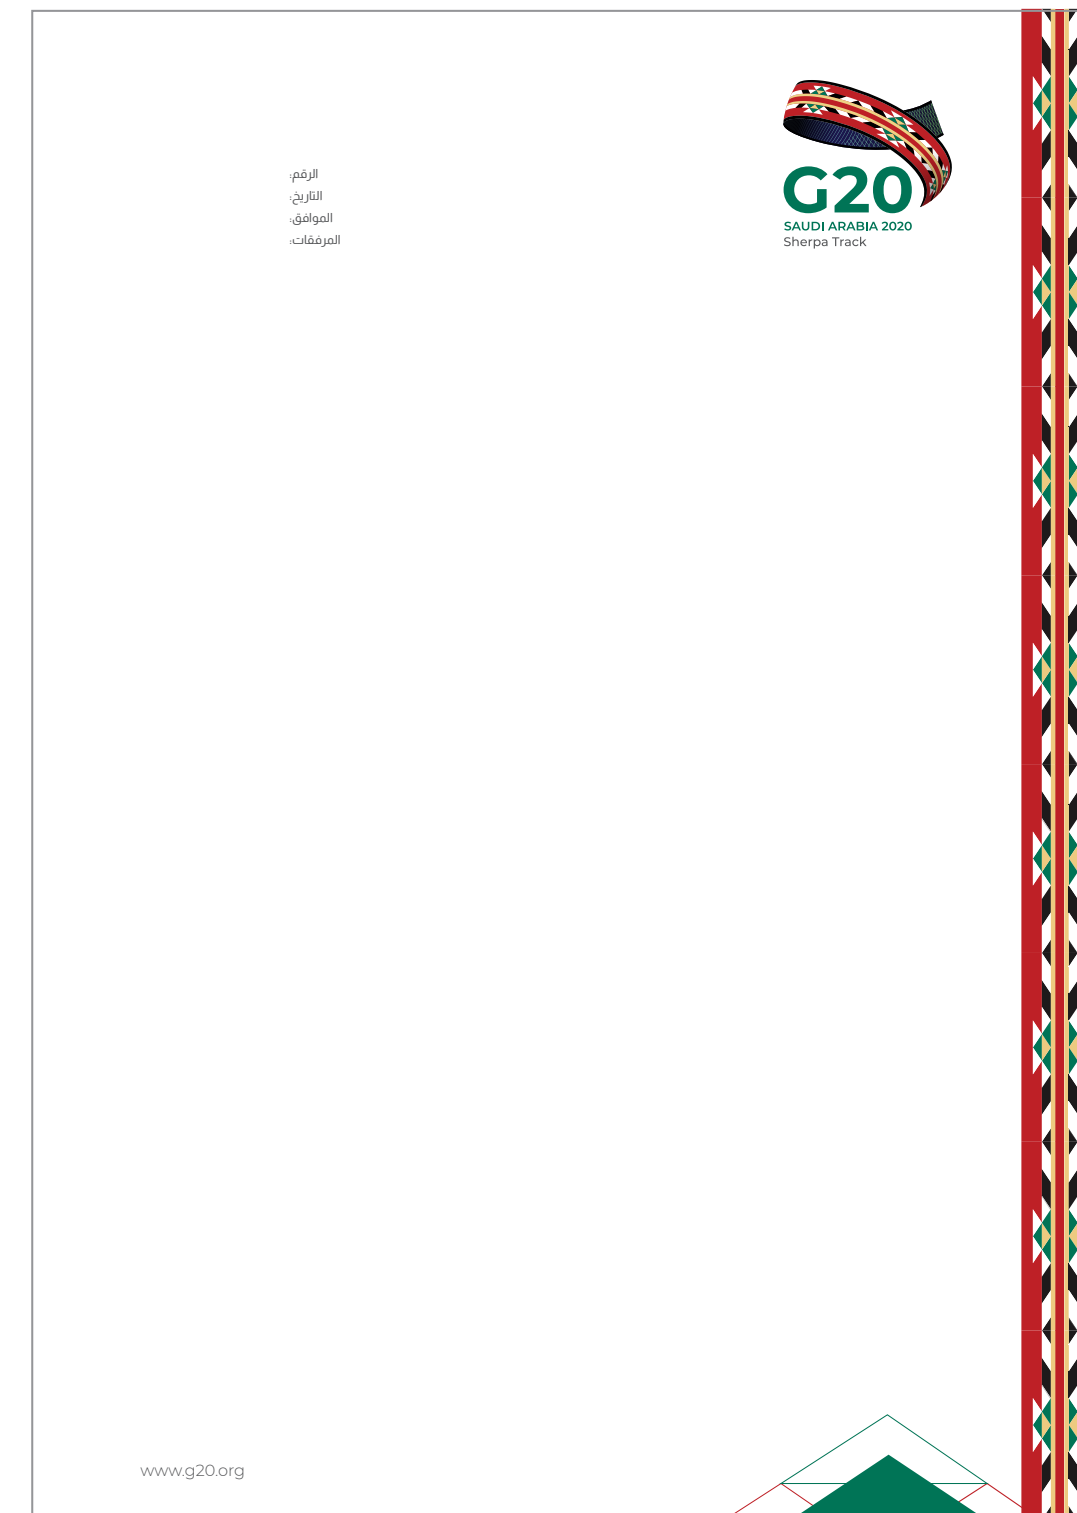 الرقم:
التاريخ:
الموافق:
المرفقات:
G20
SAUDI ARABIA 2020
Sherpa Track
www.g20.org